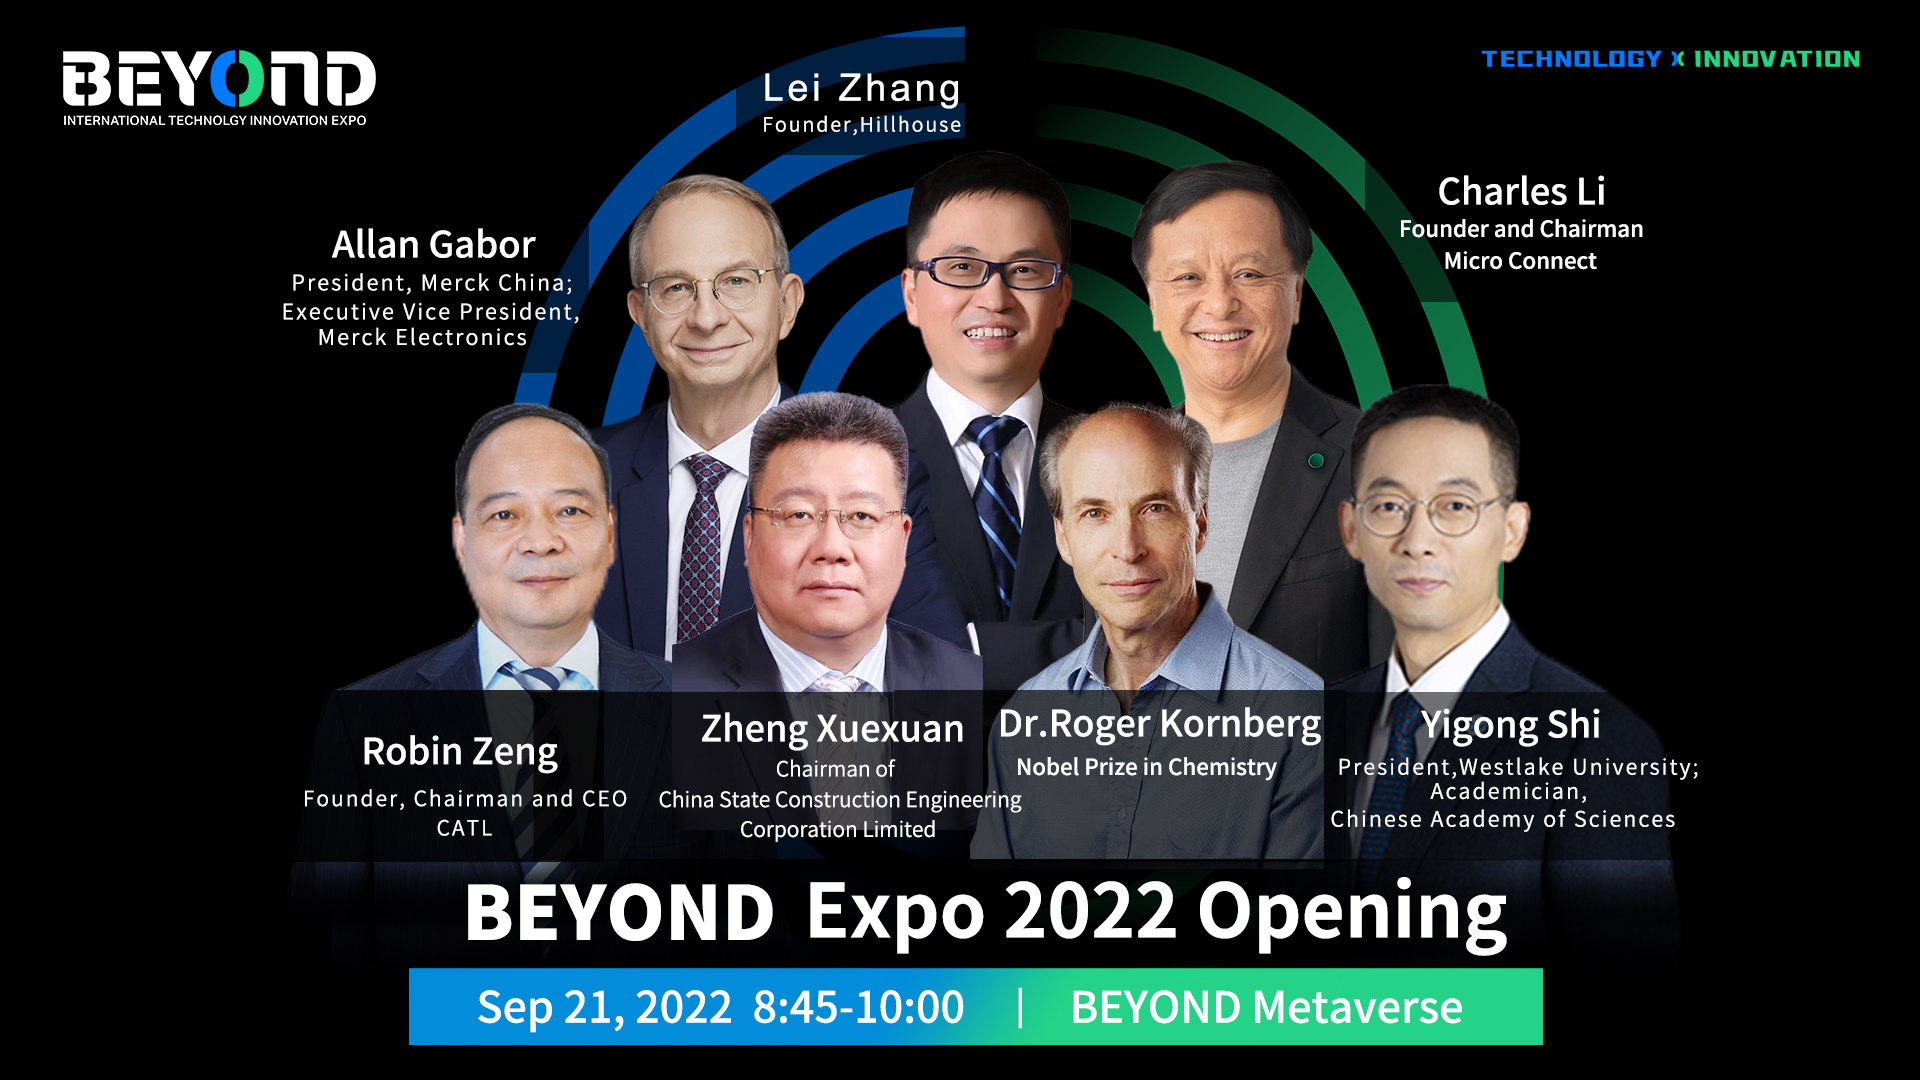 BEYOND
INTERNATIONAL TECHNOLGY INNOVATION EXPO
TECHNOLOGY X INNOVATION
Lei Zhang
Founder,Hillhouse
Charles Li
Founder and Chairman
Micro Connect
Allan Gabor
President, Merck China;
Executive Vice President,
Merck Electronics
Robin Zeng
Founder, Chairman and CEO
CATL
Zheng Xuexuan
Chairman of
China State Construction Engineering
Corporation Limited
Dr.Roger Kornberg
Nobel Prize in Chemistry
Yigong Shi
President,Westlake University;
Academician,
Chinese Academy of Sciences
BEYOND Expo 2022 Opening
Sep 21, 2022 8:45-10:00 | BEYOND Metaverse